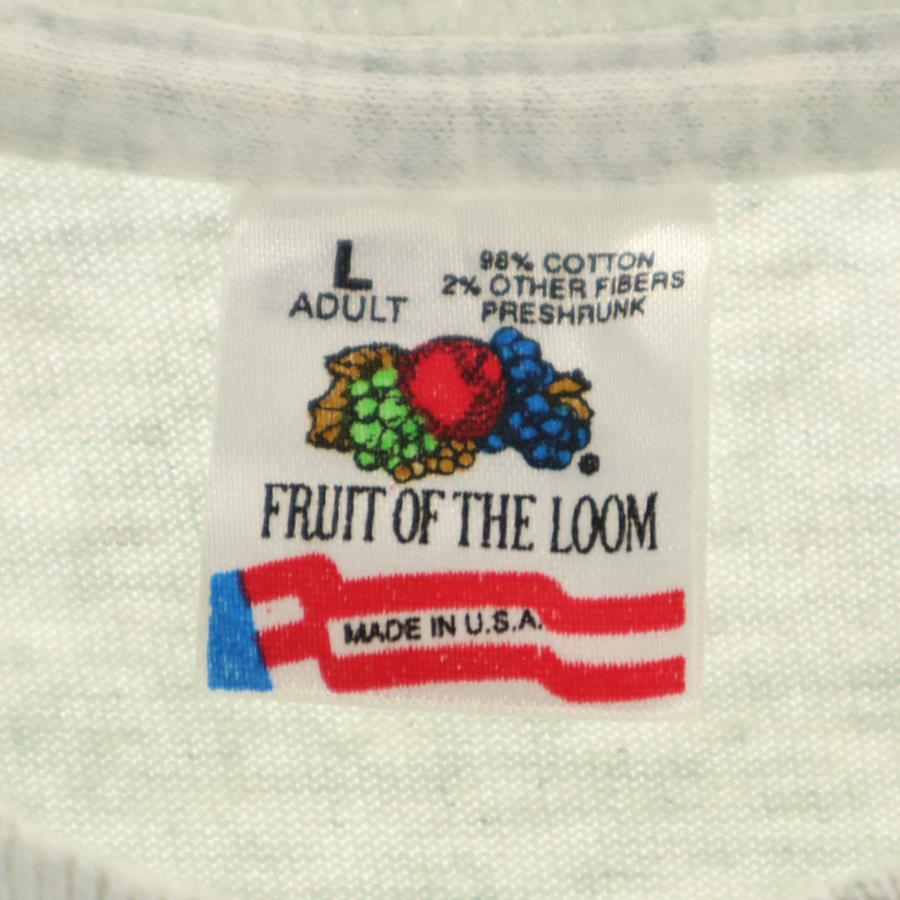 L
ADULT
98% COTTON
2% OTHER FIBERS
PRESHRUNK
FRUIT OF THE LOOM
MADE IN U.S.A.